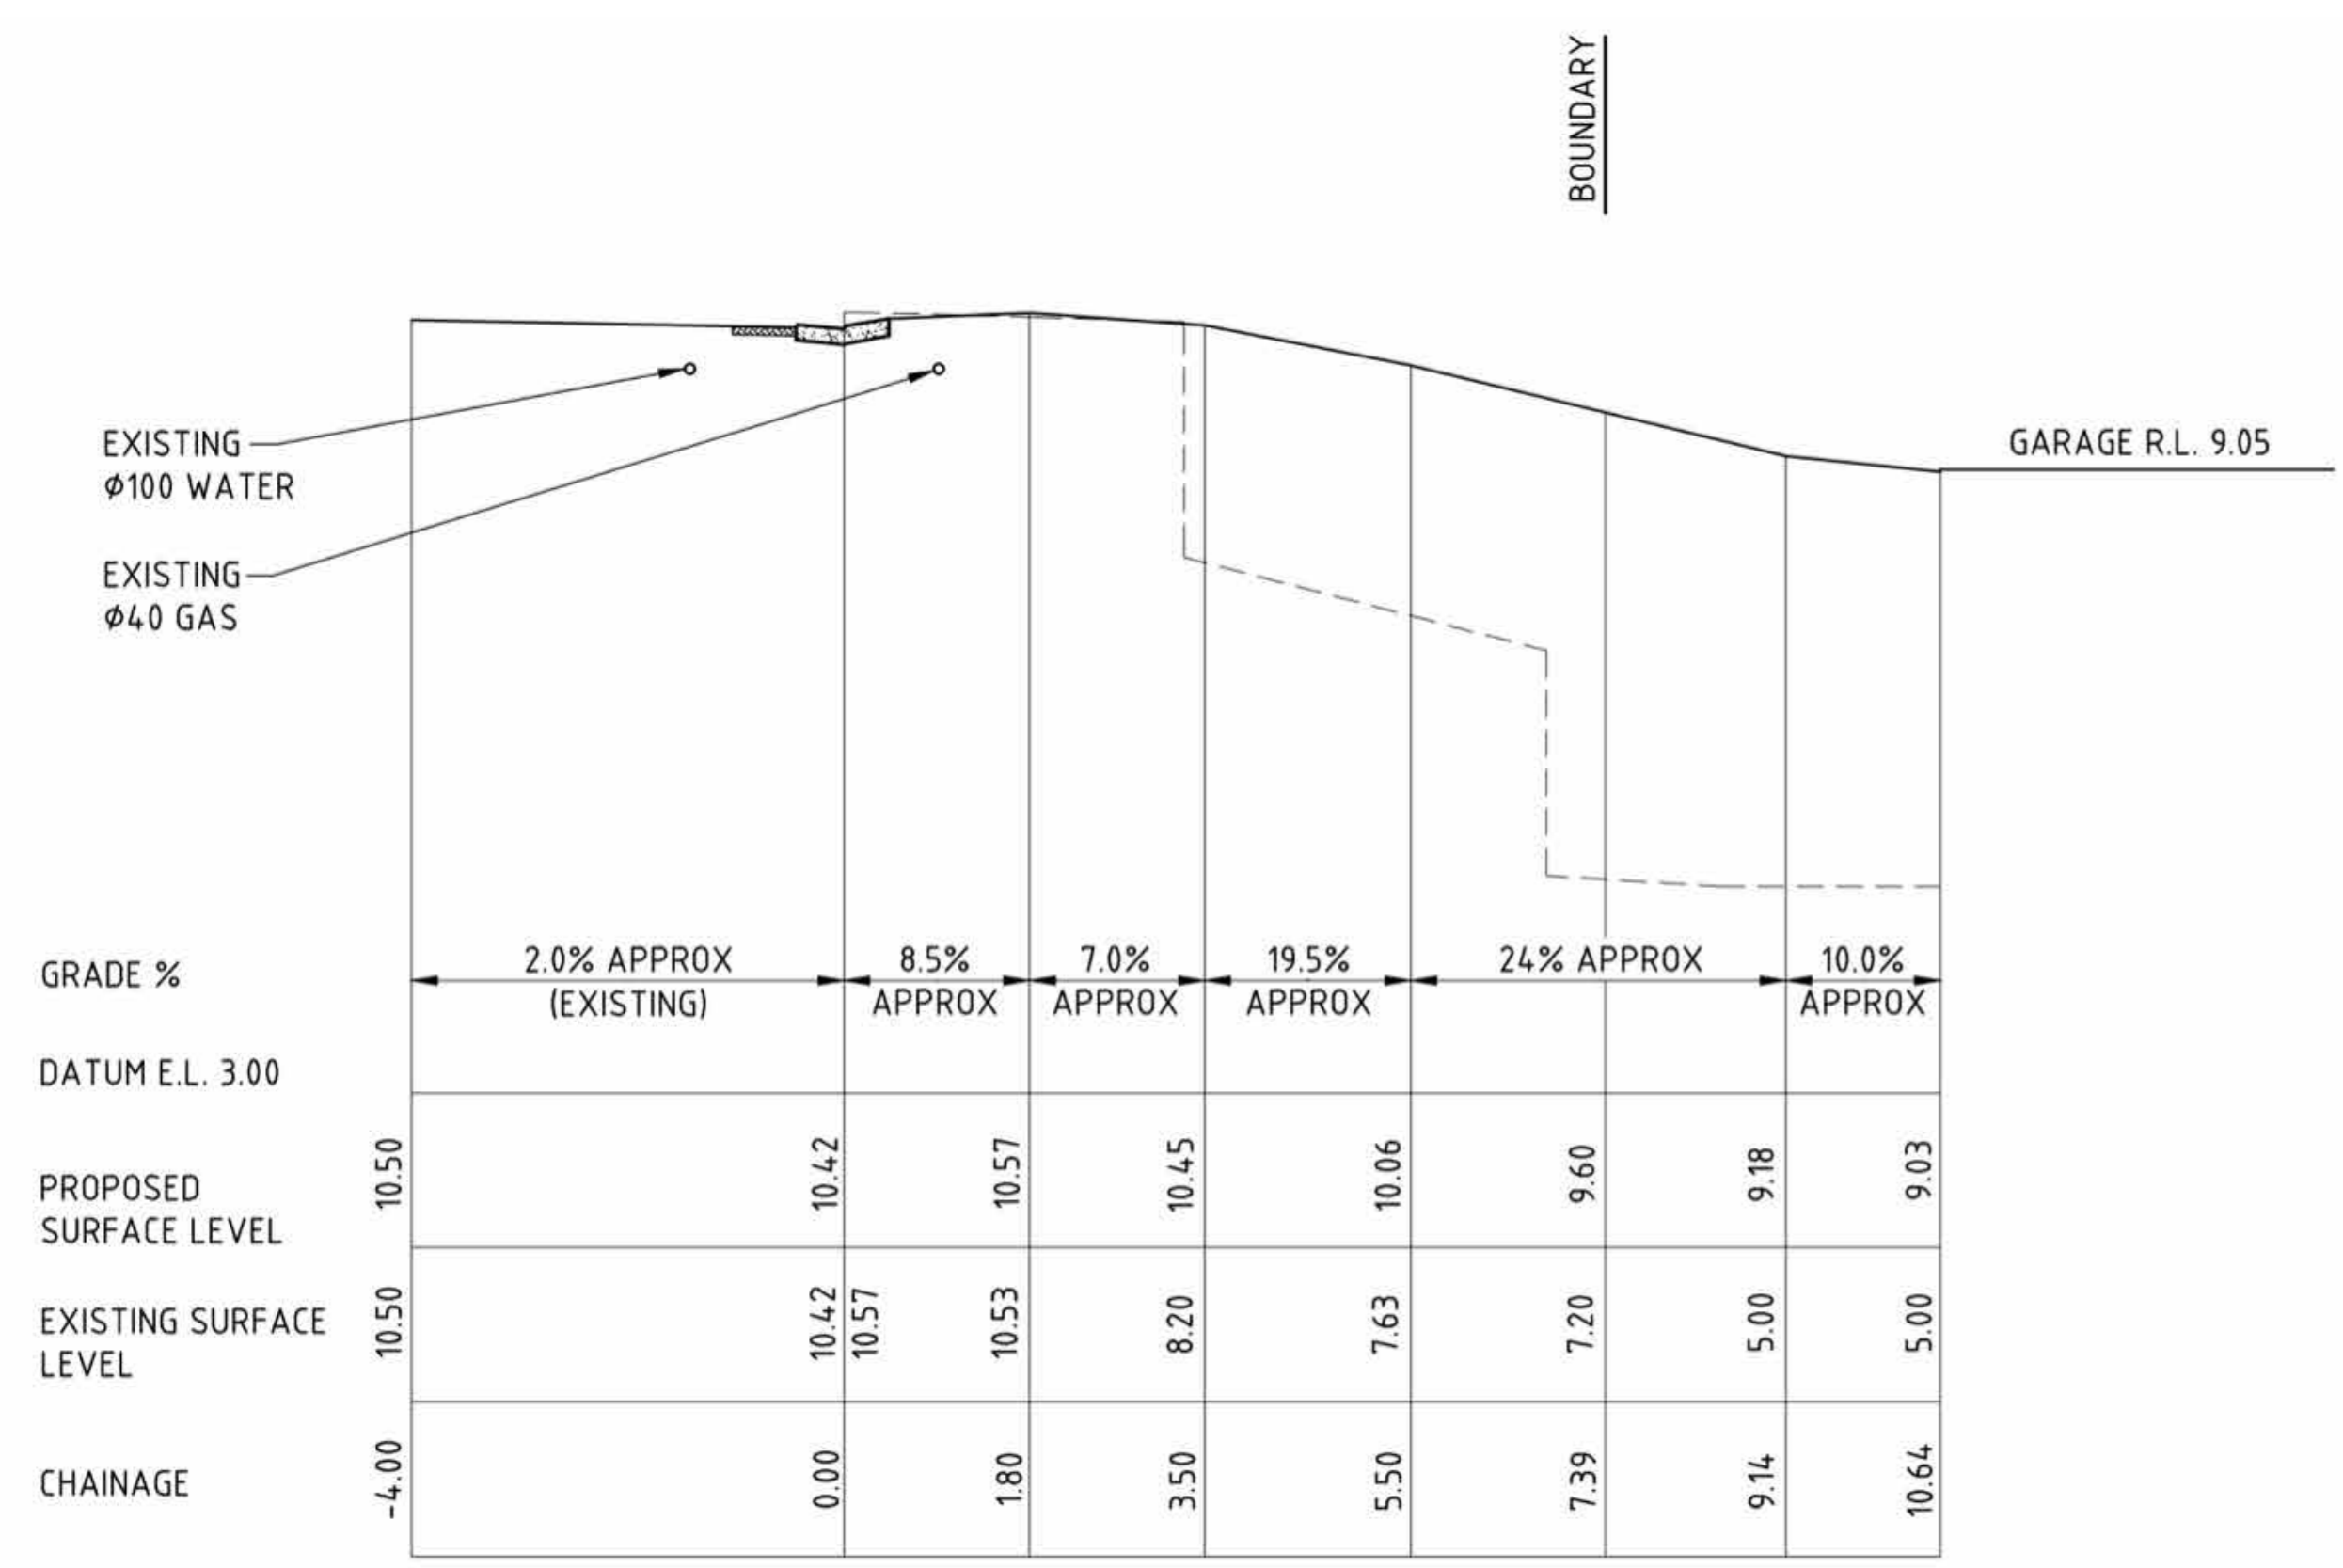 BOUNDARY
EXISTING
Ø100 WATER
EXISTING
Ø40 GAS
GARAGE R.L. 9.05
GRADE %
2.0% APPROX
(EXISTING)
8.5%
APPROX
7.0%
APPROX
19.5%
APPROX
24% APPROX
10.0%
APPROX
DATUM E.L. 3.00
PROPOSED
SURFACE LEVEL
10.50
10.42
10.57
10.45
10.06
9.60
9.18
9.03
EXISTING SURFACE
LEVEL
10.50
10.42
10.57
10.53
8.20
7.63
7.20
5.00
5.00
CHAINAGE
-4.00
0.00
1.80
3.50
5.50
7.39
9.14
10.64